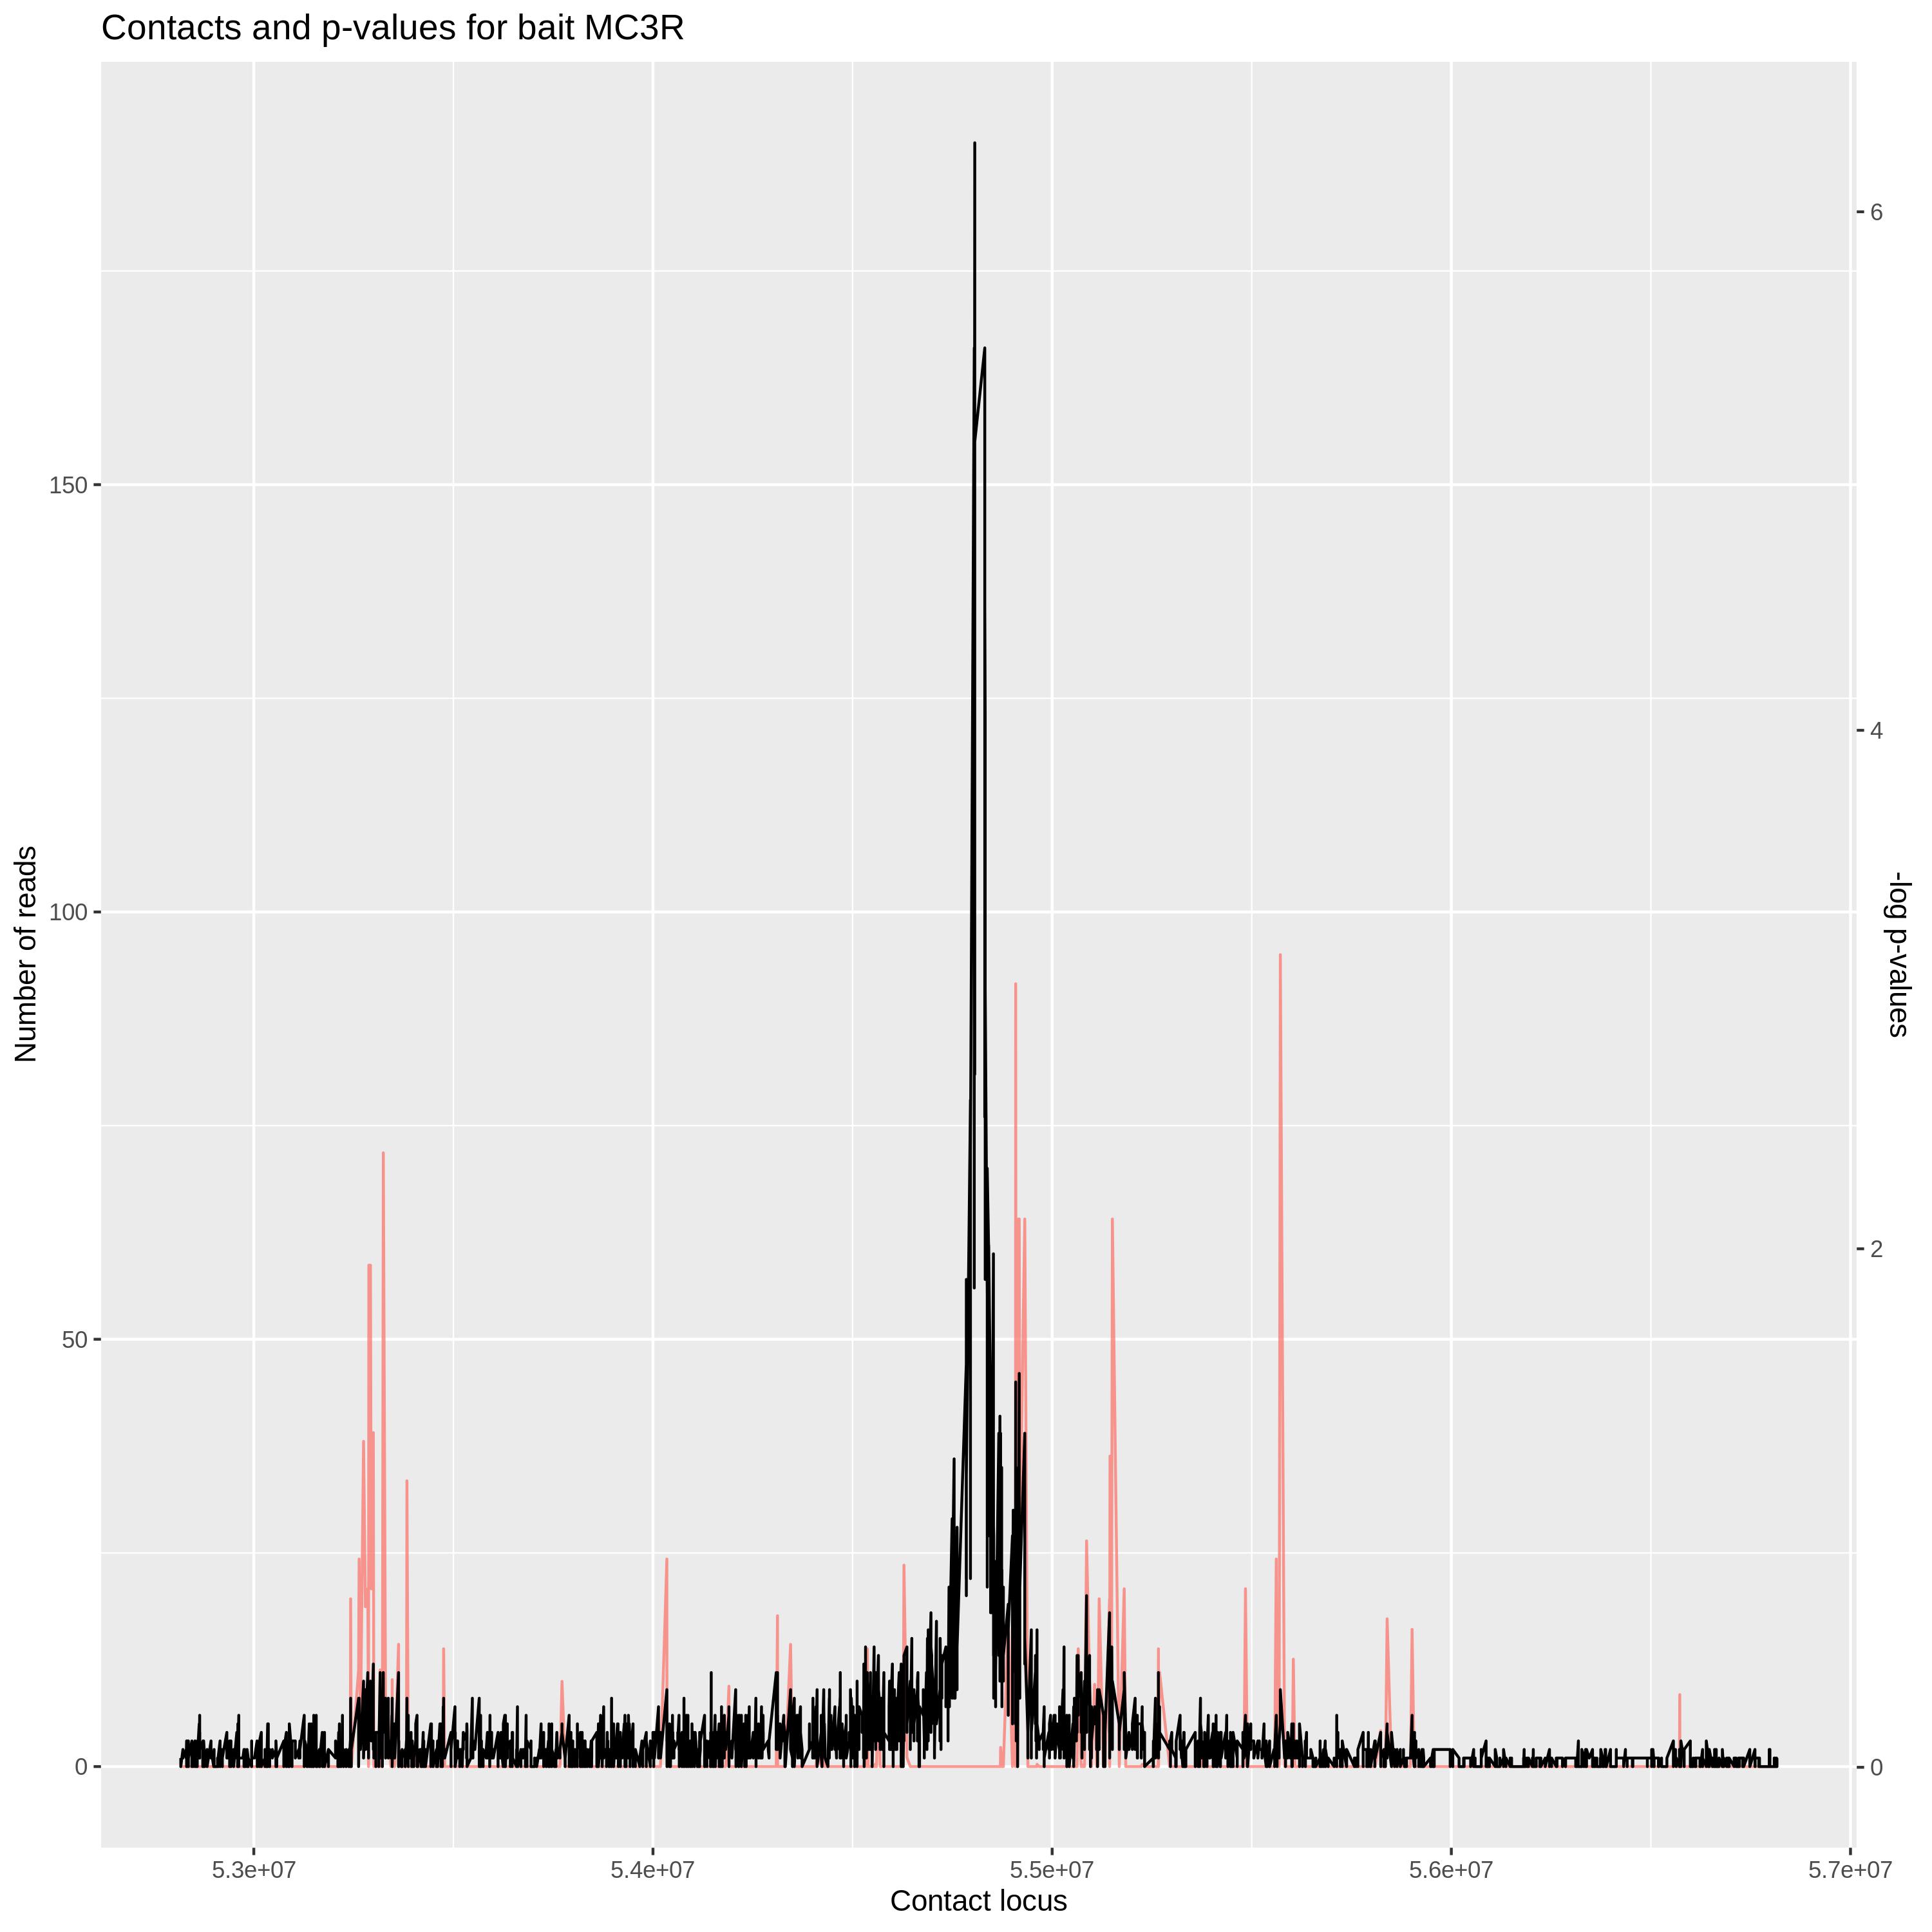 Contacts and p-values for bait MC3R
Number of reads
150
100
50
0
6
4
2
0
-log p-values
5.3e+07 5.4e+07 5.5e+07 5.6e+07 5.7e+07
Contact locus